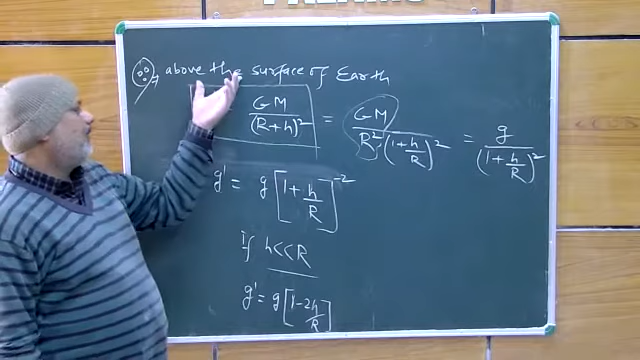 above the surface of Earth
GM/(R+h)² = GM/R²·(1+h/R)² = g/(1+h/R)²
g' = g[1+h/R]⁻²
If h<<R
g' = g[1-2h/R]